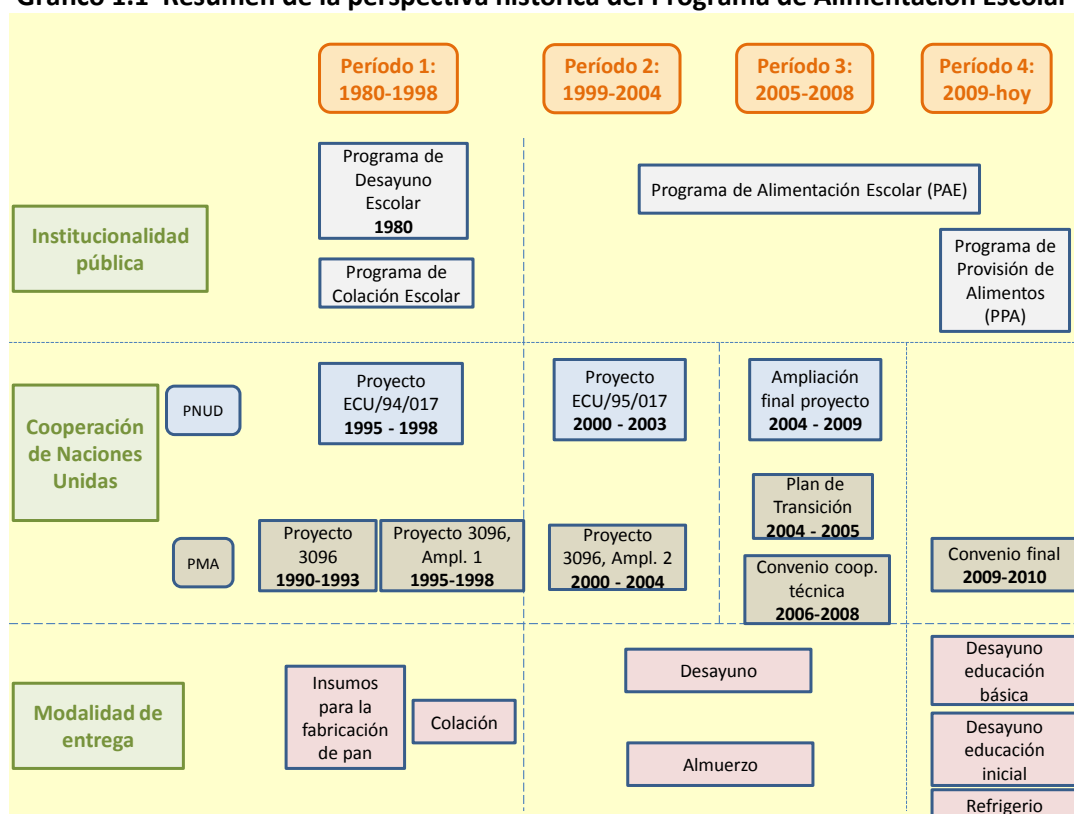 Gráfico 1.1 Resumen de la perspectiva histórica del Programa de Alimentación Escolar
Período 1:
1980-1998
Período 2:
1999-2004
Período 3:
2005-2008
Período 4:
2009-hoy
Institucionalidad
pública
Programa de
Desayuno
Escolar
1980
Programa de
Colación Escolar
Programa de Alimentación Escolar (PAE)
Programa de
Provisión de
Alimentos
(PPA)
Cooperación
de Naciones
Unidas
PNUD
Proyecto
ECU/94/017
1995 - 1998
Proyecto
ECU/95/017
2000 - 2003
Ampliación
final proyecto
2004 - 2009
PMA
Proyecto
3096
1990-1993
Proyecto 3096,
Ampl. 1
1995-1998
Proyecto
3096, Ampl. 2
2000 - 2004
Plan de
Transición
2004 - 2005
Convenio coop.
técnica
2006-2008
Convenio final
2009-2010
Modalidad de
entrega
Insumos
para la
fabricación
de pan
Colación
Desayuno
Almuerzo
Desayuno
educación
básica
Desayuno
educación
inicial
Refrigerio